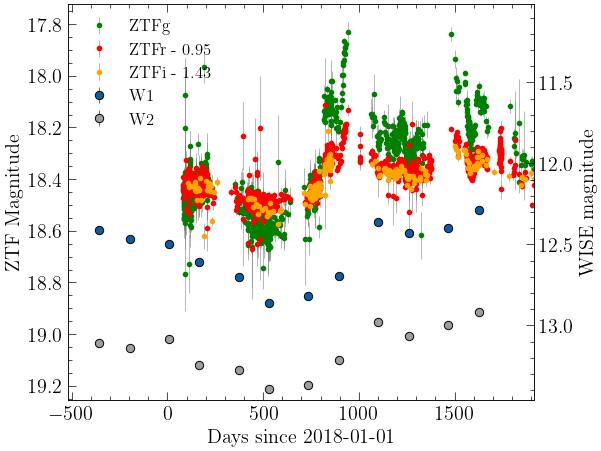 ZTFg
ZTFr - 0.95
ZTFi - 1.43
W1
W2
17.8
18.0
18.2
18.4
18.6
18.8
19.0
19.2
ZTF Magnitude
11.5
12.0
12.5
13.0
WISE magnitude
−500
0
500
1000
1500
Days since 2018-01-01